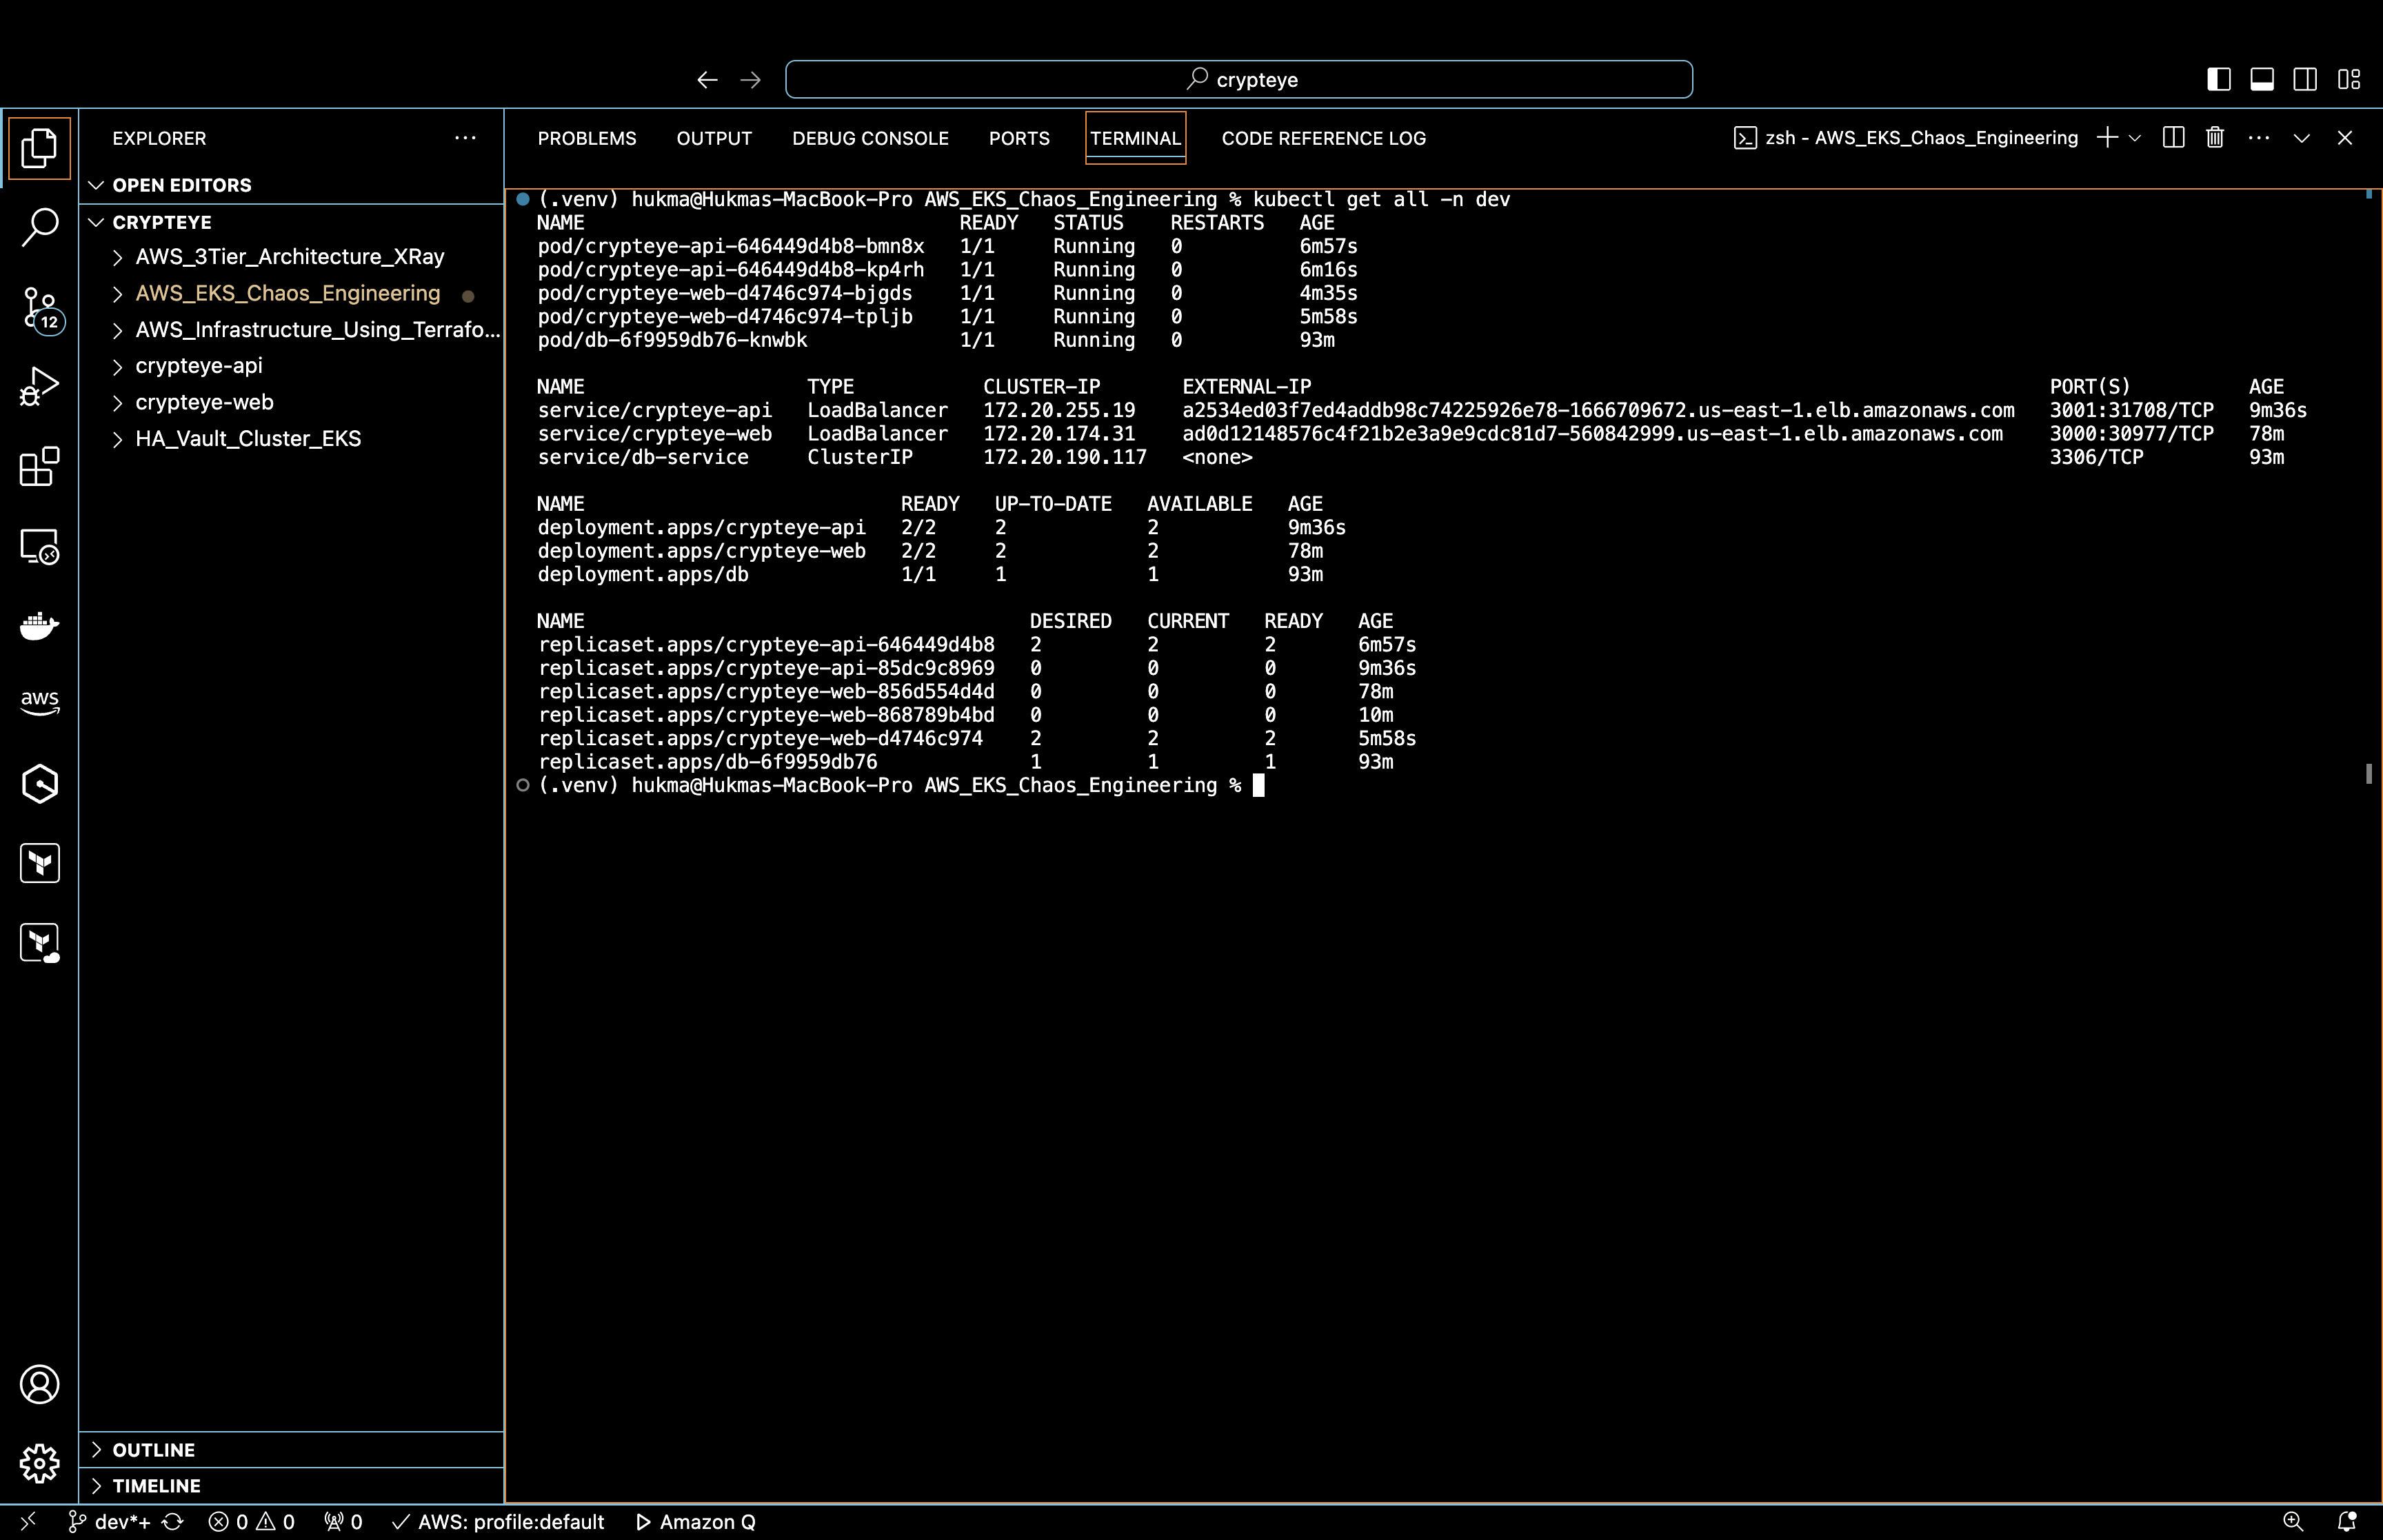 crypteye
EXPLORER
PROBLEMS OUTPUT DEBUG CONSOLE PORTS TERMINAL CODE REFERENCE LOG
zsh - AWS_EKS_Chaos_Engineering
OPEN EDITORS
CRYPTEYE
AWS_3Tier_Architecture_XRay
AWS_EKS_Chaos_Engineering
AWS_Infrastructure_Using_Terrafo...
crypteye-api
crypteye-web
HA_Vault_Cluster_EKS
12
aws
(.venv) hukma@Hukmas-MacBook-Pro AWS_EKS_Chaos_Engineering % kubectl get all -n dev
NAME READY STATUS RESTARTS AGE
pod/crypteye-api-646449d4b8-bmn8x 1/1 Running 0 6m57s
pod/crypteye-api-646449d4b8-kp4rh 1/1 Running 0 6m16s
pod/crypteye-web-d4746c974-bjgds 1/1 Running 0 4m35s
pod/crypteye-web-d4746c974-tpljb 1/1 Running 0 5m58s
pod/db-6f9959db76-knwbk 1/1 Running 0 93m
NAME TYPE CLUSTER-IP EXTERNAL-IP PORT(S) AGE
service/crypteye-api LoadBalancer 172.20.255.19 a2534ed03f7ed4addb98c74225926e78-1666709672.us-east-1.elb.amazonaws.com 3001:31708/TCP 9m36s
service/crypteye-web LoadBalancer 172.20.174.31 ad0d12148576c4f21b2e3a9e9cdc81d7-560842999.us-east-1.elb.amazonaws.com 3000:30977/TCP 78m
service/db-service ClusterIP 172.20.190.117 <none> 3306/TCP 93m
NAME READY UP-TO-DATE AVAILABLE AGE
deployment.apps/crypteye-api 2/2 2 2 9m36s
deployment.apps/crypteye-web 2/2 2 2 78m
deployment.apps/db 1/1 1 1 93m
NAME DESIRED CURRENT READY AGE
replicaset.apps/crypteye-api-646449d4b8 2 2 2 6m57s
replicaset.apps/crypteye-api-85dc9c8969 0 0 0 9m36s
replicaset.apps/crypteye-web-856d554d4d 0 0 0 78m
replicaset.apps/crypteye-web-868789b4bd 0 0 0 10m
replicaset.apps/crypteye-web-d4746c974 2 2 2 5m58s
replicaset.apps/db-6f9959db76 1 1 1 93m
(.venv) hukma@Hukmas-MacBook-Pro AWS_EKS_Chaos_Engineering %
OUTLINE
TIMELINE
dev*+ 0 0 0 AWS: profile:default Amazon Q